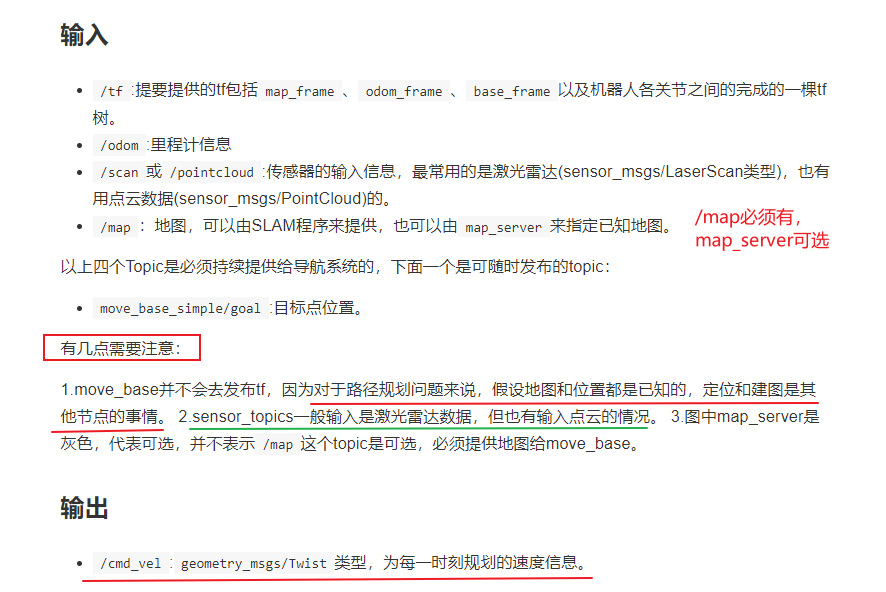 输入
/tf :提要提供的tf包括 map_frame 、 odom_frame 、 base_frame 以及机器人各关节之间的完成的一棵tf
树。
/odom :里程计信息
/scan 或 /pointcloud :传感器的输入信息，最常用的是激光雷达(sensor_msgs/LaserScan类型)，也有
用点云数据(sensor_msgs/PointCloud)的。
/map ：地图，可以由SLAM程序来提供，也可以由 map_server 来指定已知地图。
/map必须有，
map_server可选
以上四个Topic是必须持续提供给导航系统的，下面一个是可随时发布的topic：
move_base_simple/goal :目标点位置。
有几点需要注意：
1.move_base并不会去发布tf，因为对于路径规划问题来说，假设地图和位置都是已知的，定位和建图是其
他节点的事情。 2.sensor_topics一般输入是激光雷达数据，但也有输入点云的情况。 3.图中map_server是
灰色，代表可选，并不表示 /map 这个topic是可选，必须提供地图给move_base。
输出
/cmd_vel : geometry_msgs/Twist 类型，为每一时刻规划的速度信息。